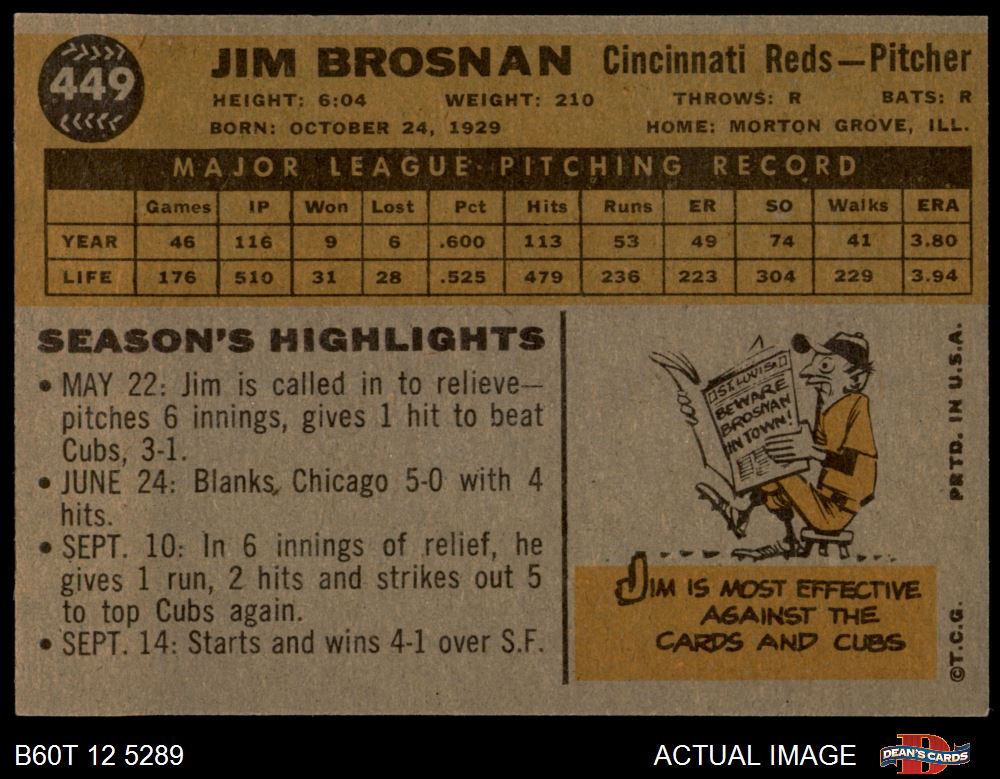 449
JIM BROSNAN Cincinnati Reds—Pitcher
HEIGHT: 6:04 WEIGHT: 210 THROWS: R BATS: R
BORN: OCTOBER 24, 1929 HOME: MORTON GROVE, ILL.
MAJOR LEAGUE PITCHING RECORD
Games IP Won Lost Pct Hits Runs ER SO Walks ERA
YEAR 46 116 9 6 .600 113 53 49 74 41 3.80
LIFE 176 510 31 28 .525 479 236 223 304 229 3.94
SEASON'S HIGHLIGHTS
• MAY 22: Jim is called in to relieve—
pitches 6 innings, gives 1 hit to beat
Cubs, 3-1.
• JUNE 24: Blanks Chicago 5-0 with 4
hits.
• SEPT. 10: In 6 innings of relief, he
gives 1 run, 2 hits and strikes out 5
to top Cubs again.
• SEPT. 14: Starts and wins 4-1 over S.F.
ST. LOUIS
BEWARE
BROSNAN
IN TOWN!
JIM IS MOST EFFECTIVE
AGAINST THE
CARDS AND CUBS
©T.C.G. PRTD. IN U.S.A.
B60T 12 5289 ACTUAL IMAGE DEAN'S CARDS